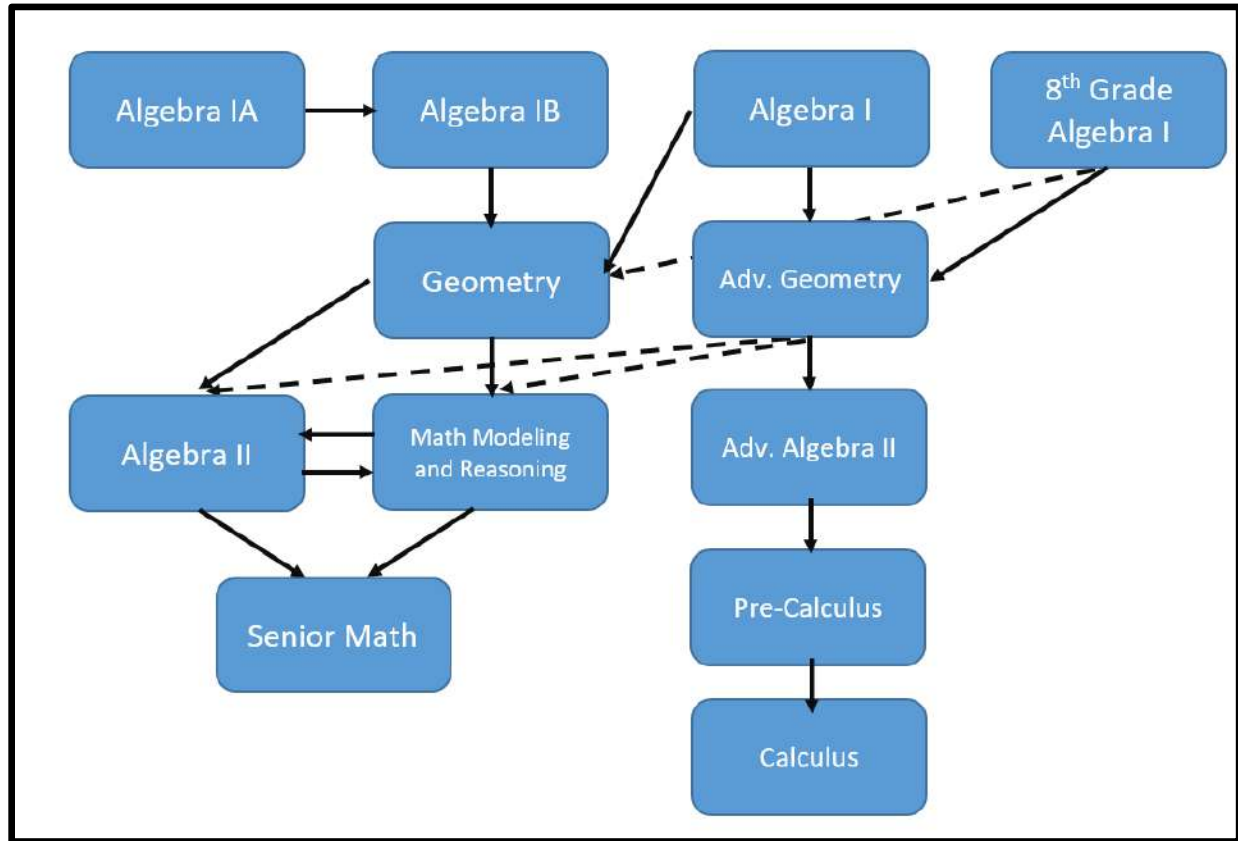 Algebra IA
Algebra IB
Algebra I
8th Grade
Algebra I
Geometry
Adv. Geometry
Algebra II
Math Modeling
and Reasoning
Adv. Algebra II
Senior Math
Pre-Calculus
Calculus